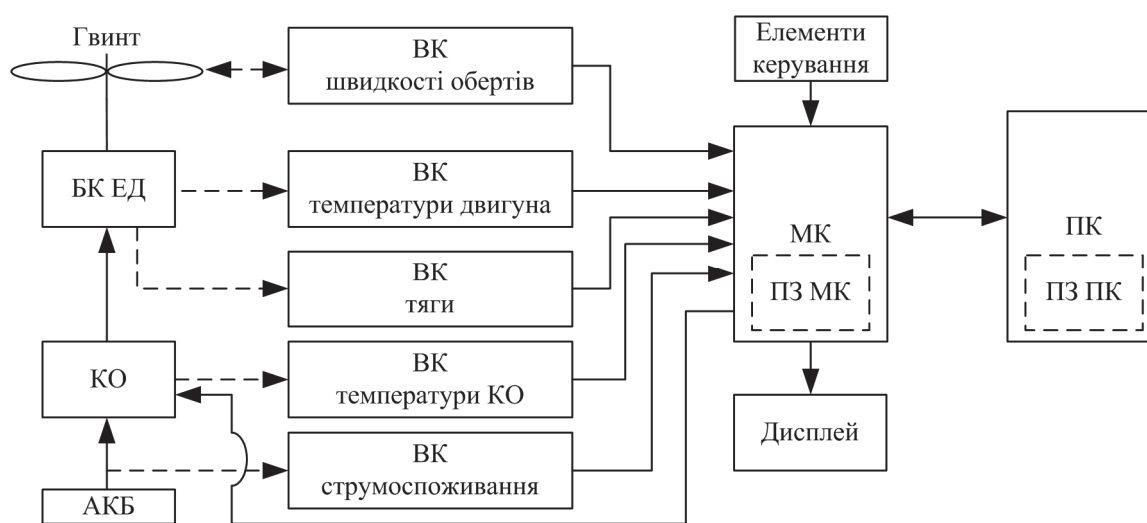 Гвинт
ВК
швидкості обертів
Елементи
керування
БК ЕД
ВК
температури двигуна
МК
ПК
ВК
тяги
ПЗ МК
ПЗ ПК
КО
ВК
температури КО
Дисплей
ВК
струмоспоживання
АКБ